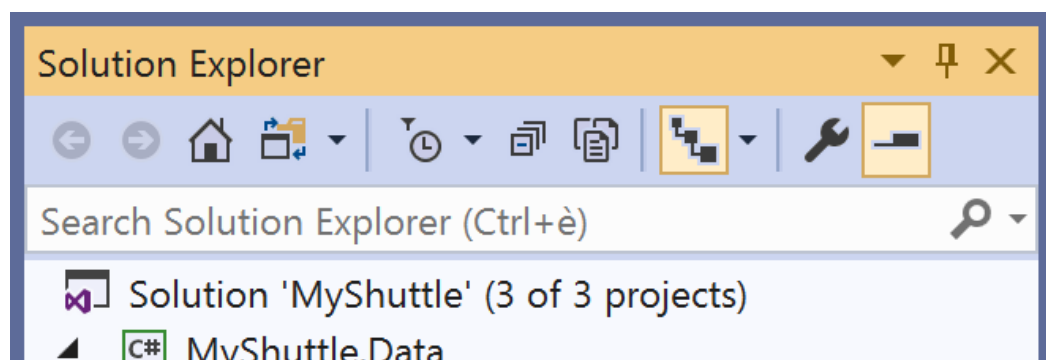 Solution Explorer
Search Solution Explorer (Ctrl+è)
Solution 'MyShuttle' (3 of 3 projects)
C# MyShuttle.Data